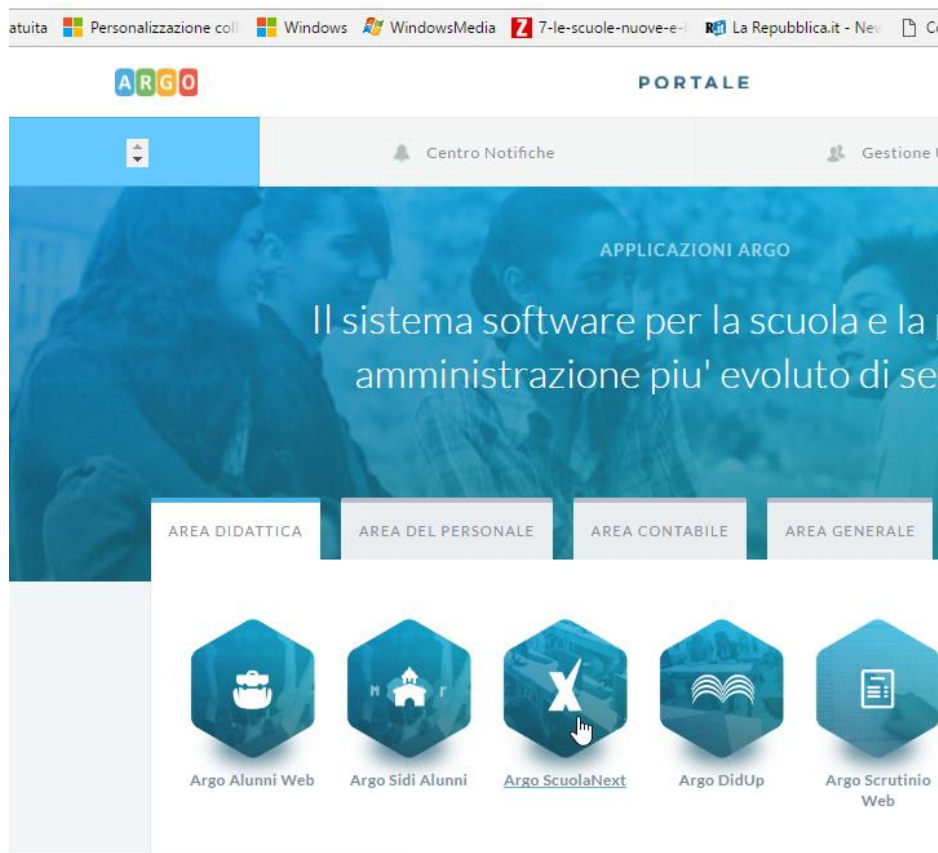 atuita Personalizzazione coll Windows WindowsMedia 7-le-scuole-nuove-e- La Repubblica.it - New
ARGO PORTALE
Centro Notifiche Gestione
APPLICAZIONI ARGO
Il sistema software per la scuola e la
amministrazione piu' evoluto di se
AREA DIDATTICA AREA DEL PERSONALE AREA CONTABILE AREA GENERALE
Argo Alunni Web Argo Sidi Alunni Argo ScuolaNext Argo DidUp Argo Scrutinio
Web